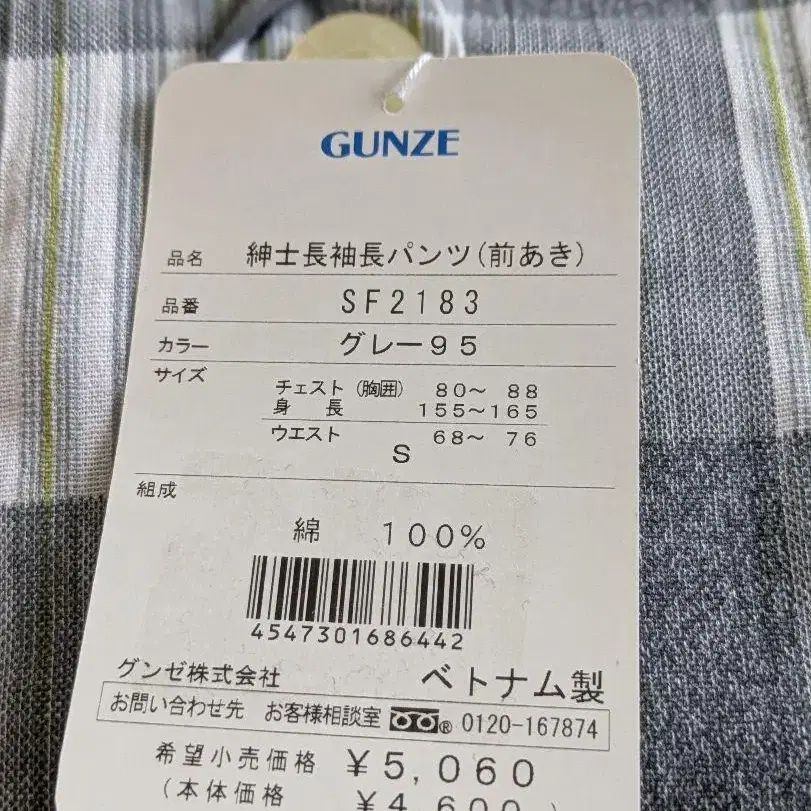 GUNZE
品名 紳士長袖長パンツ(前あき)
品番 SF2183
カラー グレー95
サイズ
チェスト(胸囲) 80〜 88
身 長 155〜165
ウエスト 68〜 76
S
組成
綿 100%
4547301686442
グンゼ株式会社 ベトナム製
お問い合わせ先 お客様相談室 ® 0120-167874
希望小売価格 ¥5,060
(本体価格 ¥4,600)